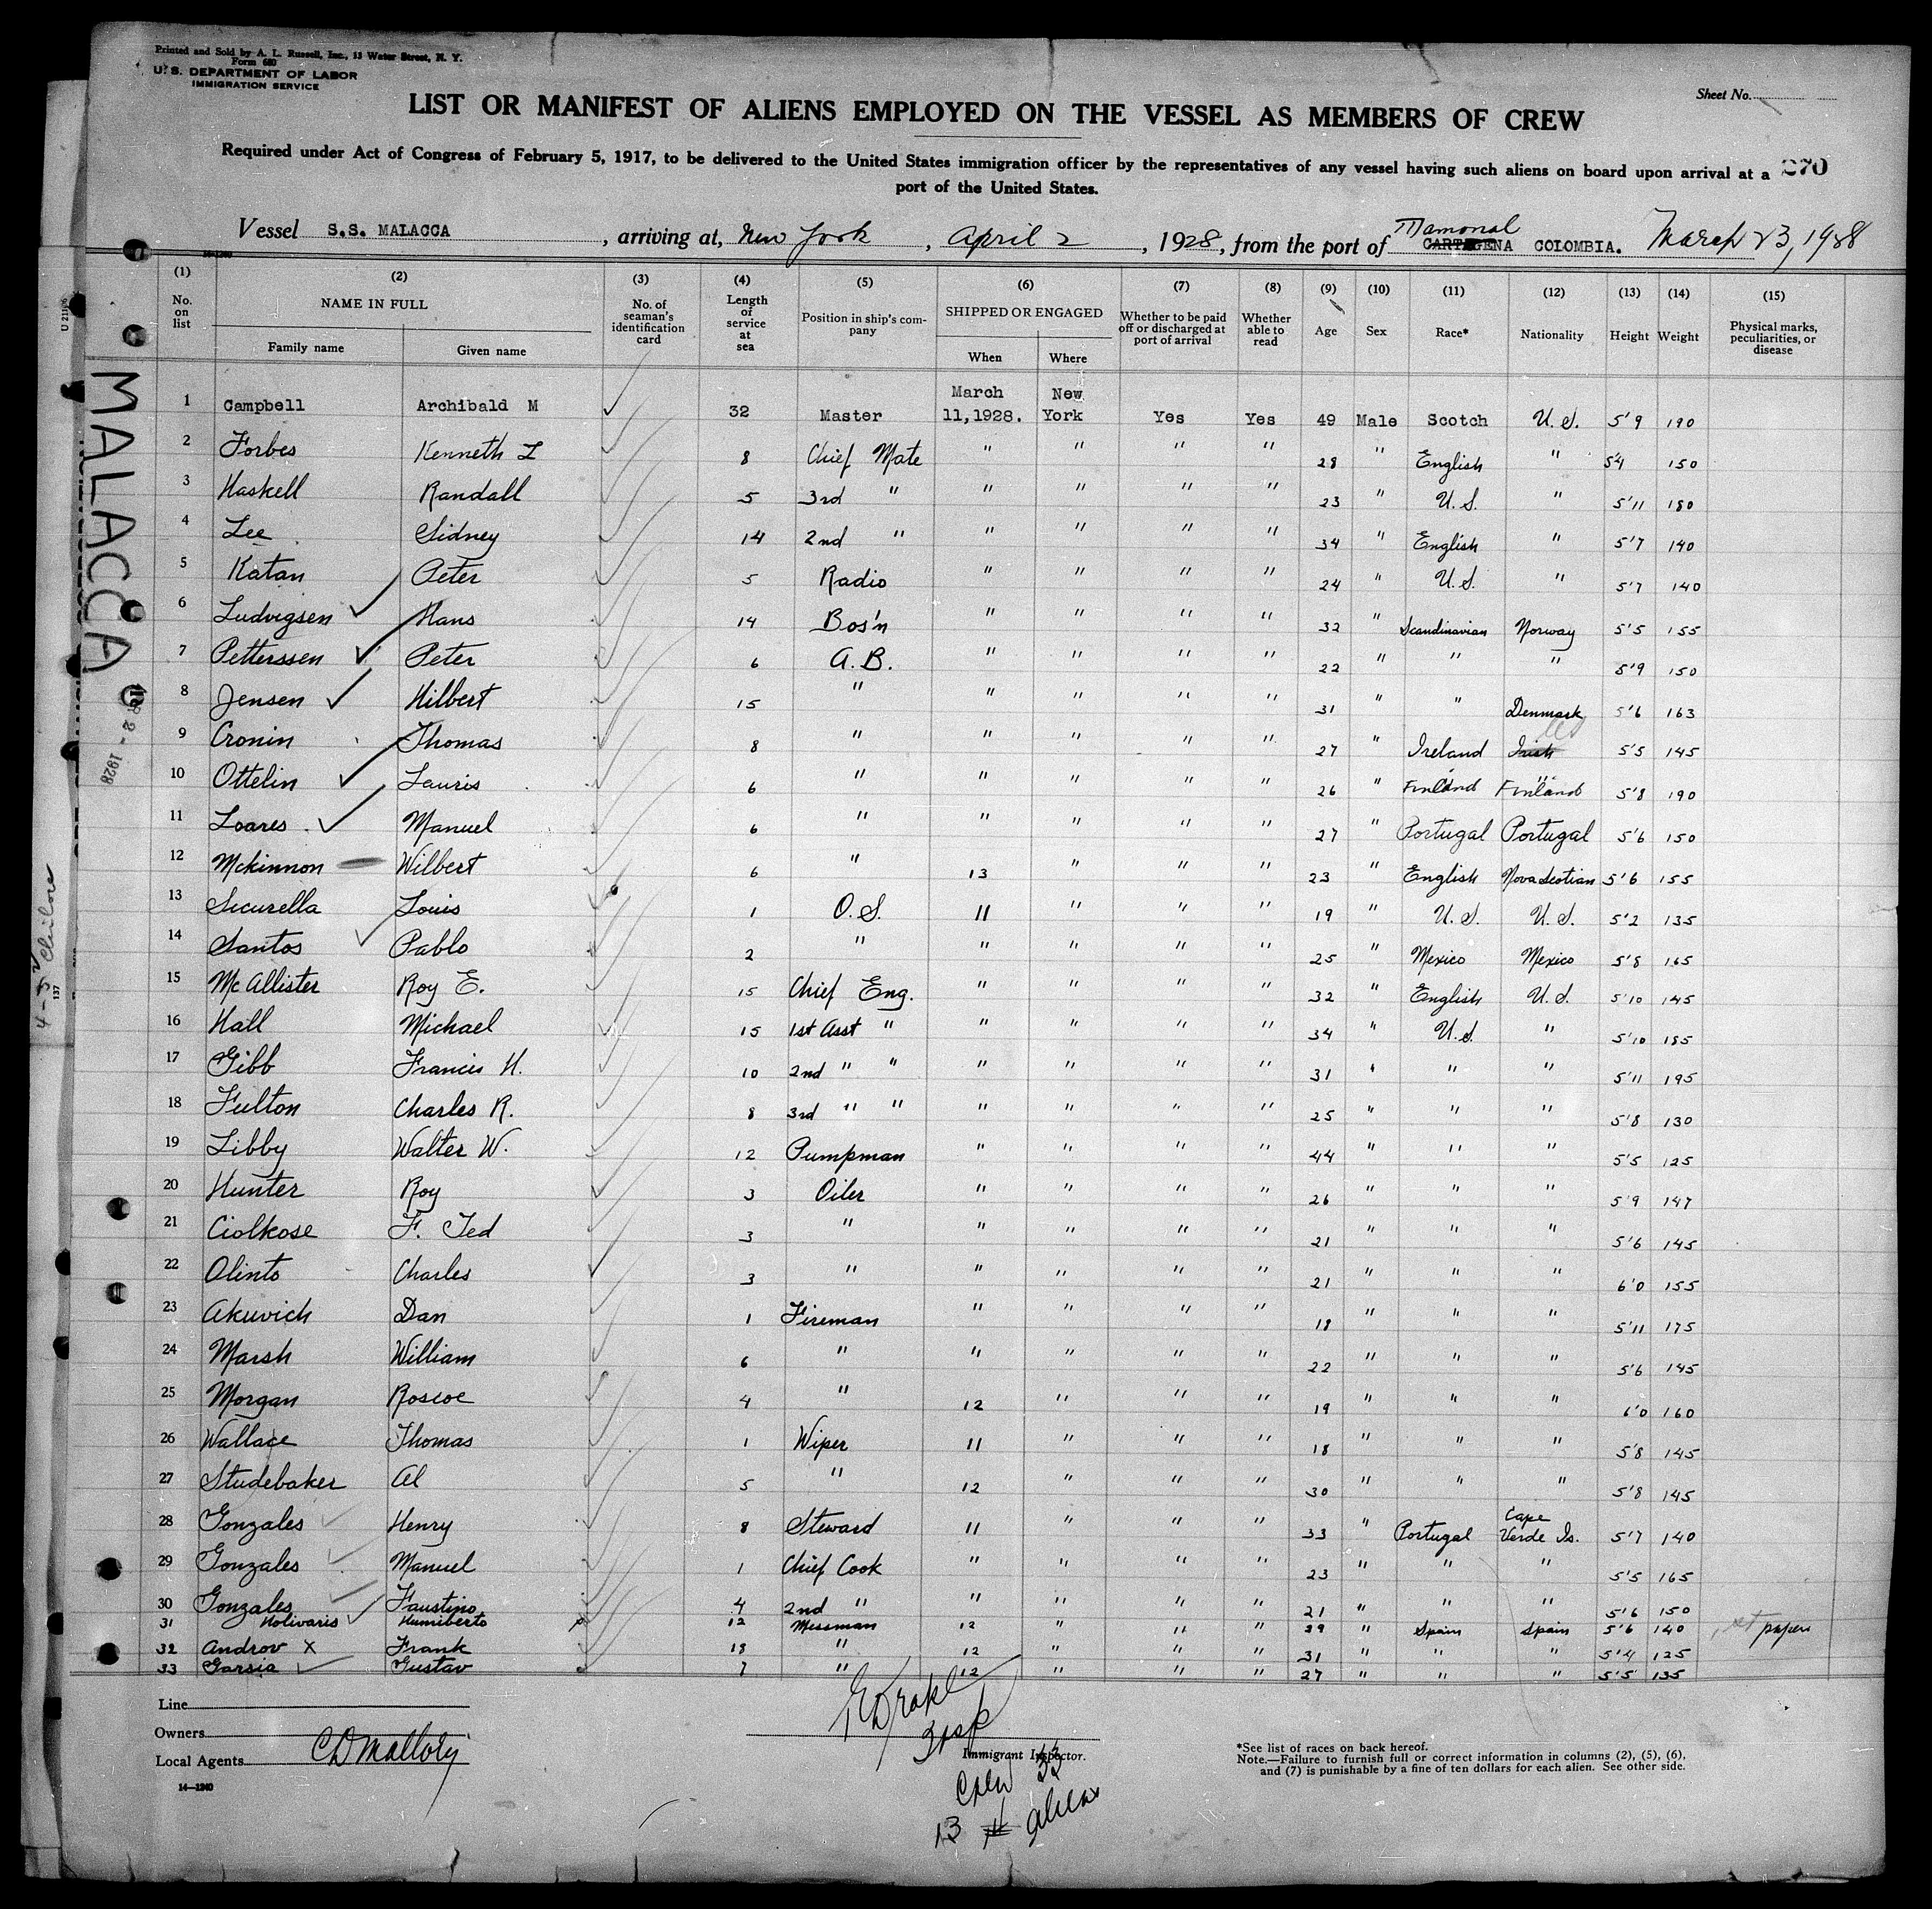 Printed and Sold by A. L. Russell, Inc., 13 Water Street, N. Y.
Form 680
U. S. DEPARTMENT OF LABOR
IMMIGRATION SERVICE
Sheet No.
LIST OR MANIFEST OF ALIENS EMPLOYED ON THE VESSEL AS MEMBERS OF CREW
Required under Act of Congress of February 5, 1917, to be delivered to the United States immigration officer by the representatives of any vessel having such aliens on board upon arrival at a 270
port of the United States.
Vessel S.S. MALACCA, arriving at, New York, April 2, 1928, from the port of Mamonal CARTAGENA COLOMBIA. March 23, 1928
(1) (2) (3) (4) (5) (6) (7) (8) (9) (10) (11) (12) (13) (14) (15)
No. on list NAME IN FULL Family name Given name No. of seaman's identification card Length of service at sea Position in ship's company SHIPPED OR ENGAGED When Where Whether to be paid off or discharged at port of arrival Whether able to read Age Sex Race* Nationality Height Weight Physical marks, peculiarities, or disease
1 Campbell Archibald M 32 Master March 11,1928. New York Yes Yes 49 Male Scotch U. S. 5'9 190
2 Forbes Kenneth L 8 Chief Mate " " " " 28 " English " 5'4 150
3 Haskell Randall 5 3rd " " " " " 23 " U. S. " 5'11 180
4 Lee Sidney 14 2nd " " " " " 34 " English " 5'7 140
5 Katan Peter 5 Radio " " " " 24 " U. S. " 5'7 140
6 Ludvigsen Hans 14 Bos'n " " " " 32 " Scandinavian Norway 5'5 155
7 Petterssen Peter 6 A. B. " " " " 22 " " " 5'9 150
8 Jensen Hilbert 15 " " " " " 31 " " Denmark 5'6 163
9 Cronin Thomas 8 " " " " " 27 " Ireland Irish 5'5 145
10 Ottelin Lauris 6 " " " " " 26 " Finland Finland 5'8 190
11 Loares Manuel 6 " " " " " 27 " Portugal Portugal 5'6 150
12 Mckinnon Wilbert 6 " 13 " " " 23 " English Nova Scotian 5'6 155
13 Securella Louis 1 O. S. 11 " " " 19 " U. S. U. S. 5'2 135
14 Santos Pablo 2 " " " " " 25 " Mexico Mexico 5'8 165
15 McAllister Roy E. 15 Chief Eng. " " " " 32 " English U. S. 5'10 145
16 Hall Michael 15 1st Asst " " " " " 34 " U. S. " 5'10 185
17 Gibb Francis H. 10 2nd " " " " " " 31 " " " 5'11 195
18 Fulton Charles R. 8 3rd " " " " " " 25 " " " 5'8 130
19 Libby Walter W. 12 Pumpman " " " " 44 " " " 5'5 125
20 Hunter Roy 3 Oiler " " " " 26 " " " 5'9 147
21 Ciolkose F. Ted 3 " " " " " 21 " " " 5'6 145
22 Olinto Charles 3 " " " " " 21 " " " 6'0 155
23 Akuvich Dan 1 Fireman " " " " 18 " " " 5'11 175
24 Marsh William 6 " " " " " 22 " " " 5'6 145
25 Morgan Roscoe 4 " 12 " " " 19 " " " 6'0 160
26 Wallace Thomas 1 Wiper 11 " " " 18 " " " 5'8 145
27 Studebaker Al 5 " 12 " " " 30 " " " 5'8 145
28 Gonzales Henry 8 Steward 11 " " " 33 " Portugal Cape Verde Is. 5'7 140
29 Gonzales Manuel 1 Chief Cook " " " " 23 " " " 5'5 165
30 Gonzales Faustino 4 2nd " " " " " 21 " " " 5'6 150
31 Holivaris Humiberto 12 Messman 12 " " " 29 " Spain Spain 5'6 140 papers
32 Androv X Frank 18 " 12 " " " 31 " " " 5'4 125
33 Garsia Gustav 7 " 12 " " " 27 " " " 5'5 135
Line
Owners
Local Agents CDMallory
14—1240
Immigrant Inspector.
Crew 33
13 aliens
*See list of races on back hereof.
Note.—Failure to furnish full or correct information in columns (2), (5), (6),
and (7) is punishable by a fine of ten dollars for each alien. See other side.
MALACCA
2 - 1928
137